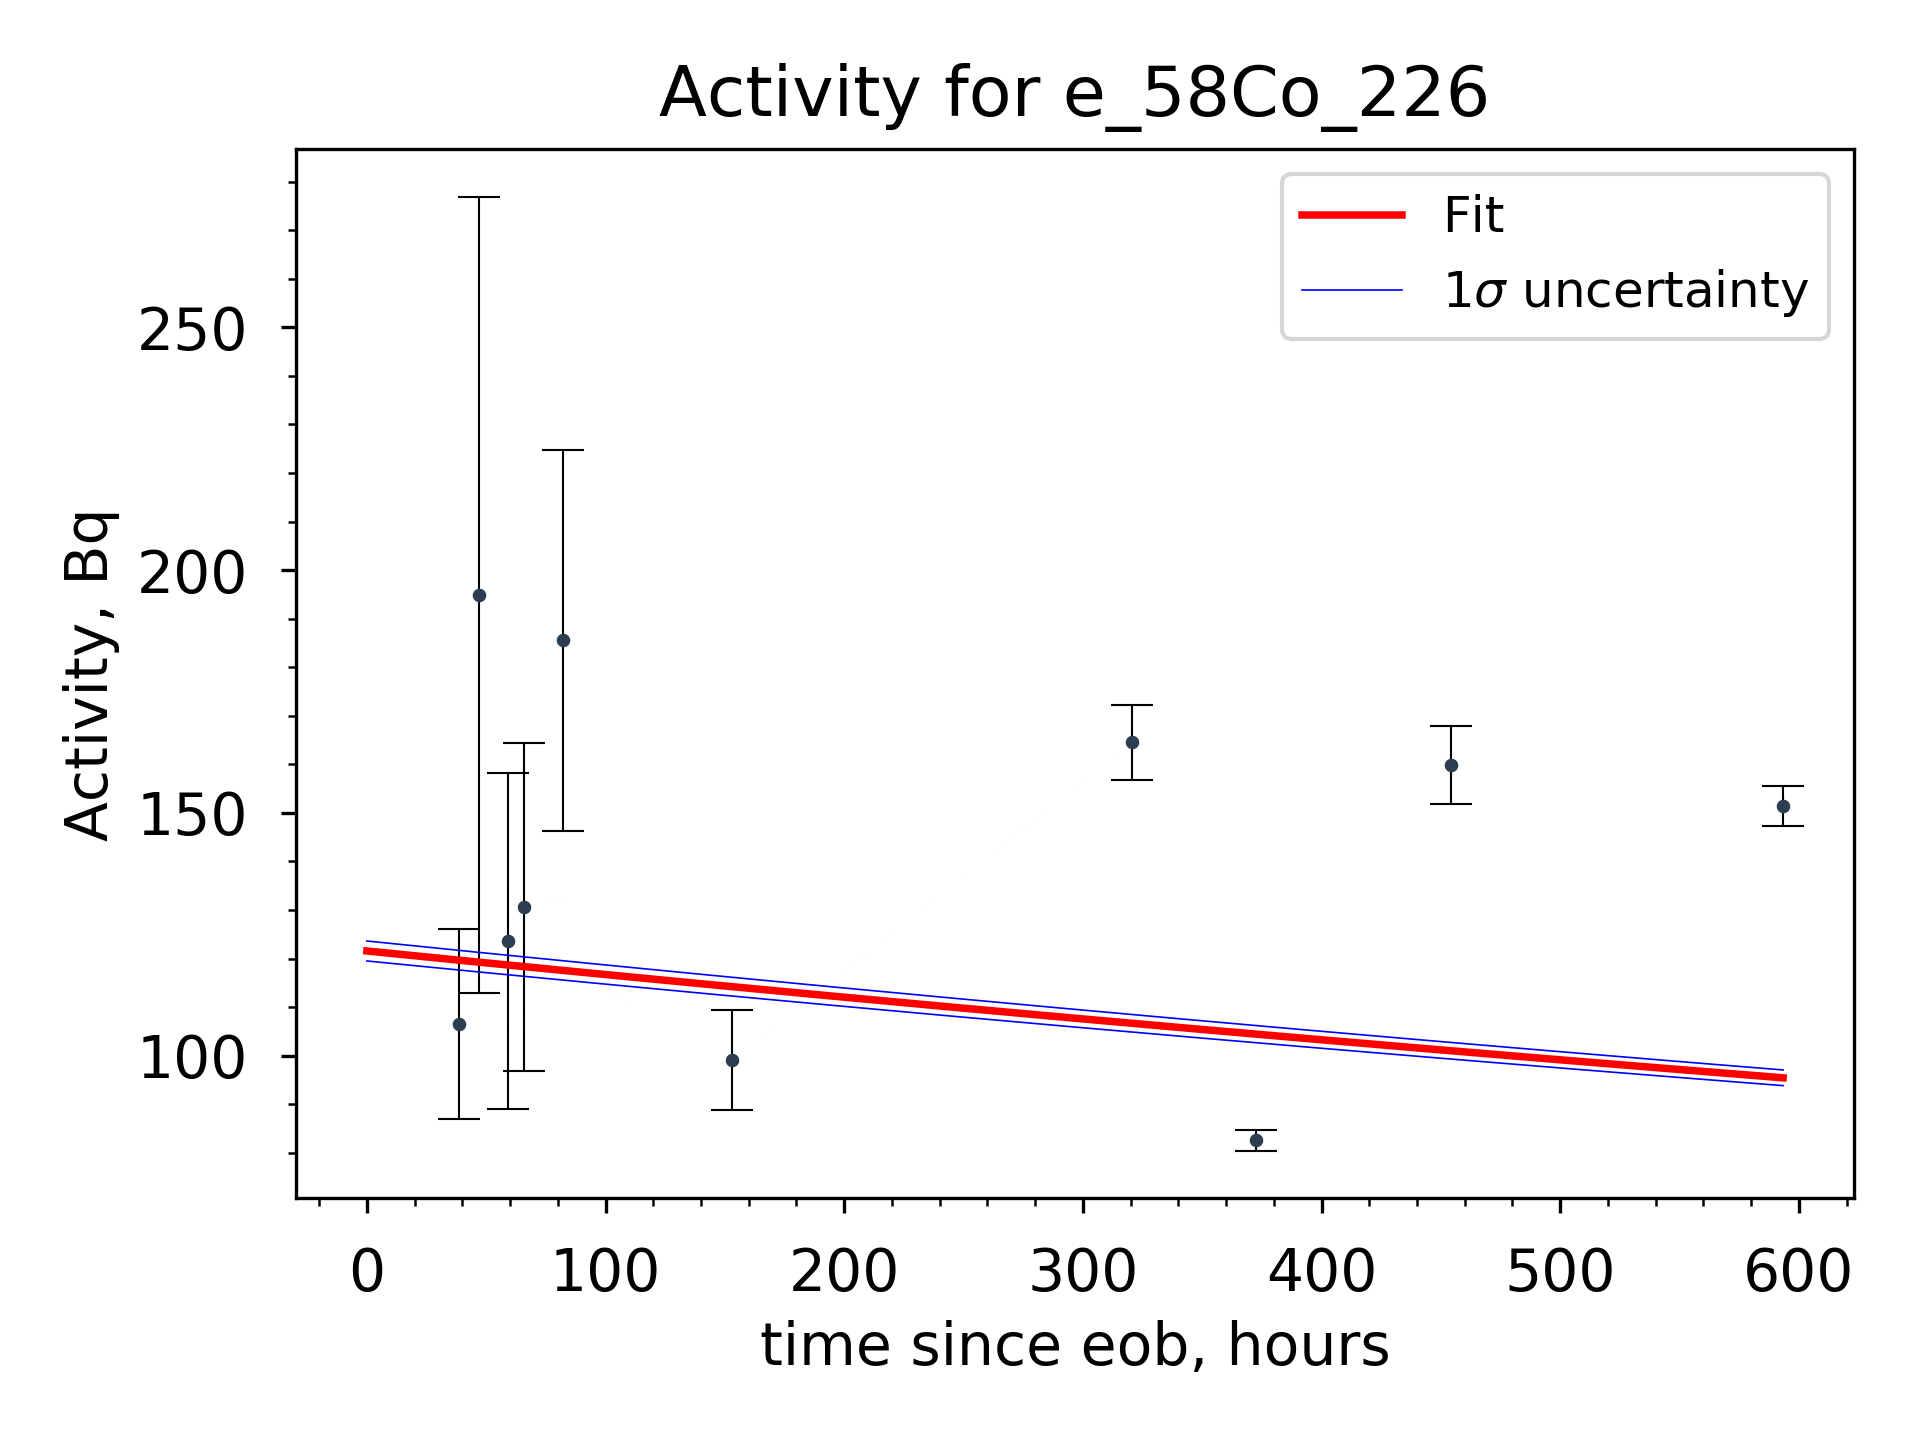 Activity for e_58Co_226
Fit
1σ uncertainty
Activity, Bq
250
200
150
100
0 100 200 300 400 500 600
time since eob, hours